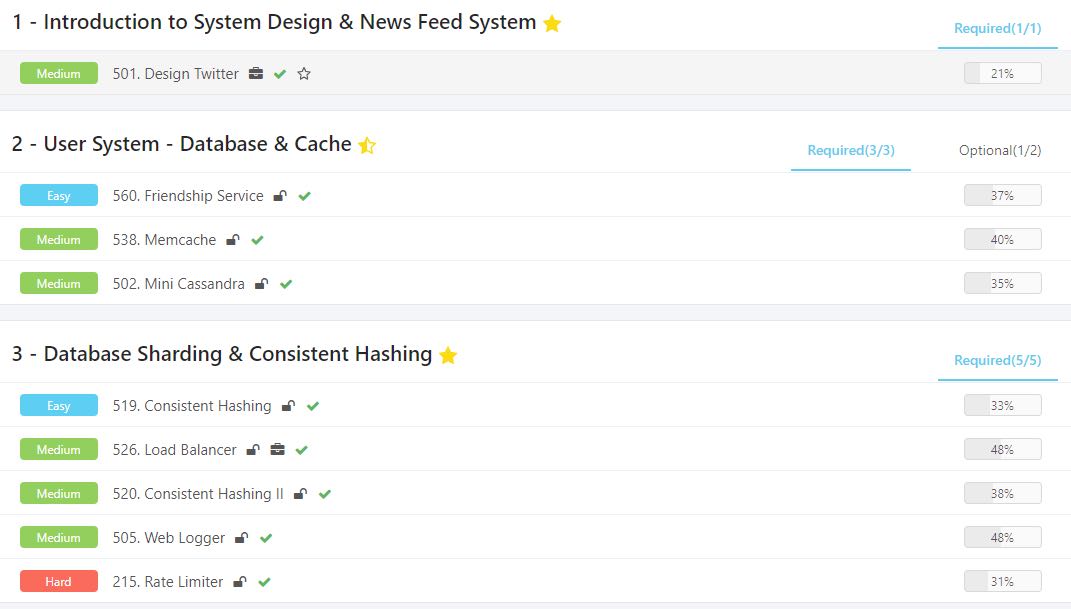 1 - Introduction to System Design & News Feed System
Required(1/1)
Medium 501. Design Twitter 21%
2 - User System - Database & Cache
Required(3/3) Optional(1/2)
Easy 560. Friendship Service 37%
Medium 538. Memcache 40%
Medium 502. Mini Cassandra 35%
3 - Database Sharding & Consistent Hashing
Required(5/5)
Easy 519. Consistent Hashing 33%
Medium 526. Load Balancer 48%
Medium 520. Consistent Hashing II 38%
Medium 505. Web Logger 48%
Hard 215. Rate Limiter 31%